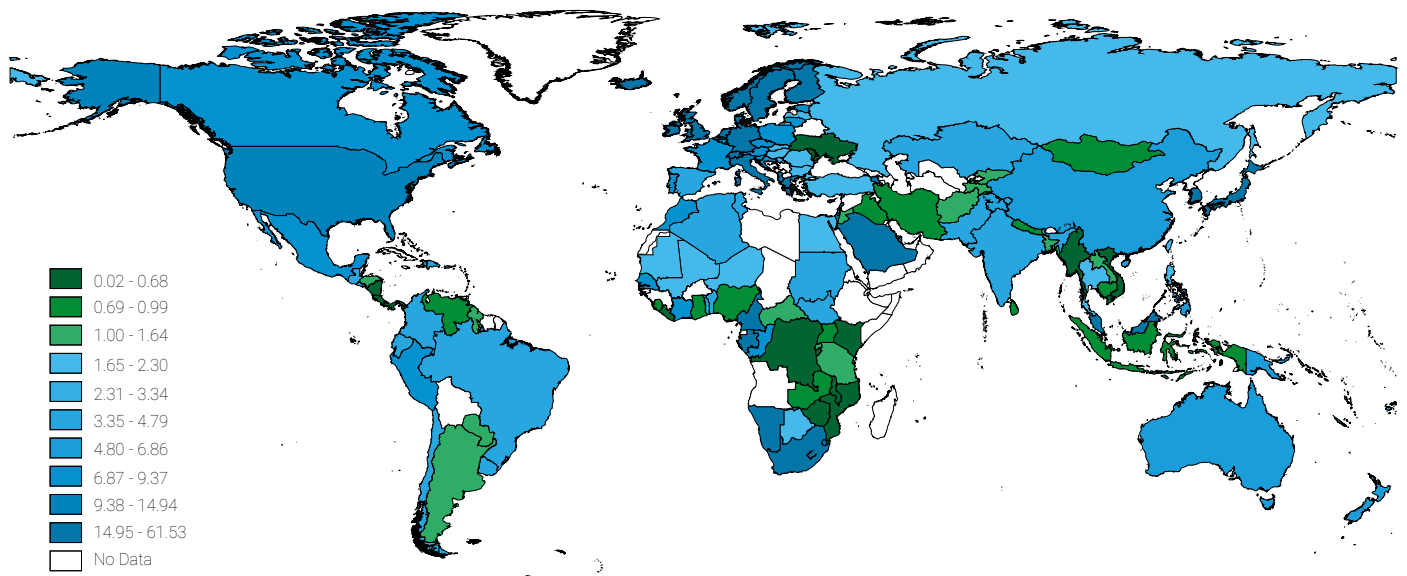 0.02 - 0.68
0.69 - 0.99
1.00 - 1.64
1.65 - 2.30
2.31 - 3.34
3.35 - 4.79
4.80 - 6.86
6.87 - 9.37
9.38 - 14.94
14.95 - 61.53
No Data